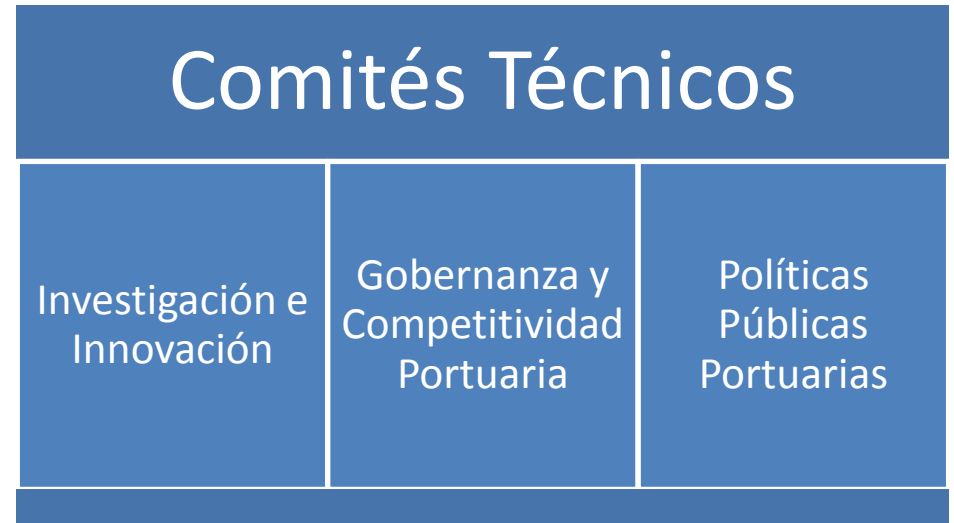 Comités Técnicos
Investigación e
Innovación
Gobernanza y
Competitividad
Portuaria
Políticas
Públicas
Portuarias